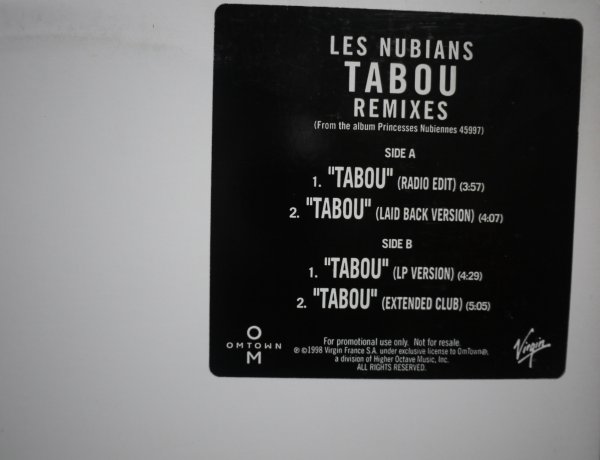 LES NUBIANS
TABOU
REMIXES
(From the album Princesses Nubiennes 45997)
SIDE A
1. "TABOU" (RADIO EDIT) (3:57)
2. "TABOU" (LAID BACK VERSION) (4:07)
SIDE B
1. "TABOU" (LP VERSION) (4:29)
2. "TABOU" (EXTENDED CLUB) (5:05)
O
OMTOWN
M
For promotional use only. Not for resale.
℗ ©1998 Virgin France S.A. under exclusive license to OmTown®,
a division of Higher Octave Music, Inc.
ALL RIGHTS RESERVED.
Virgin